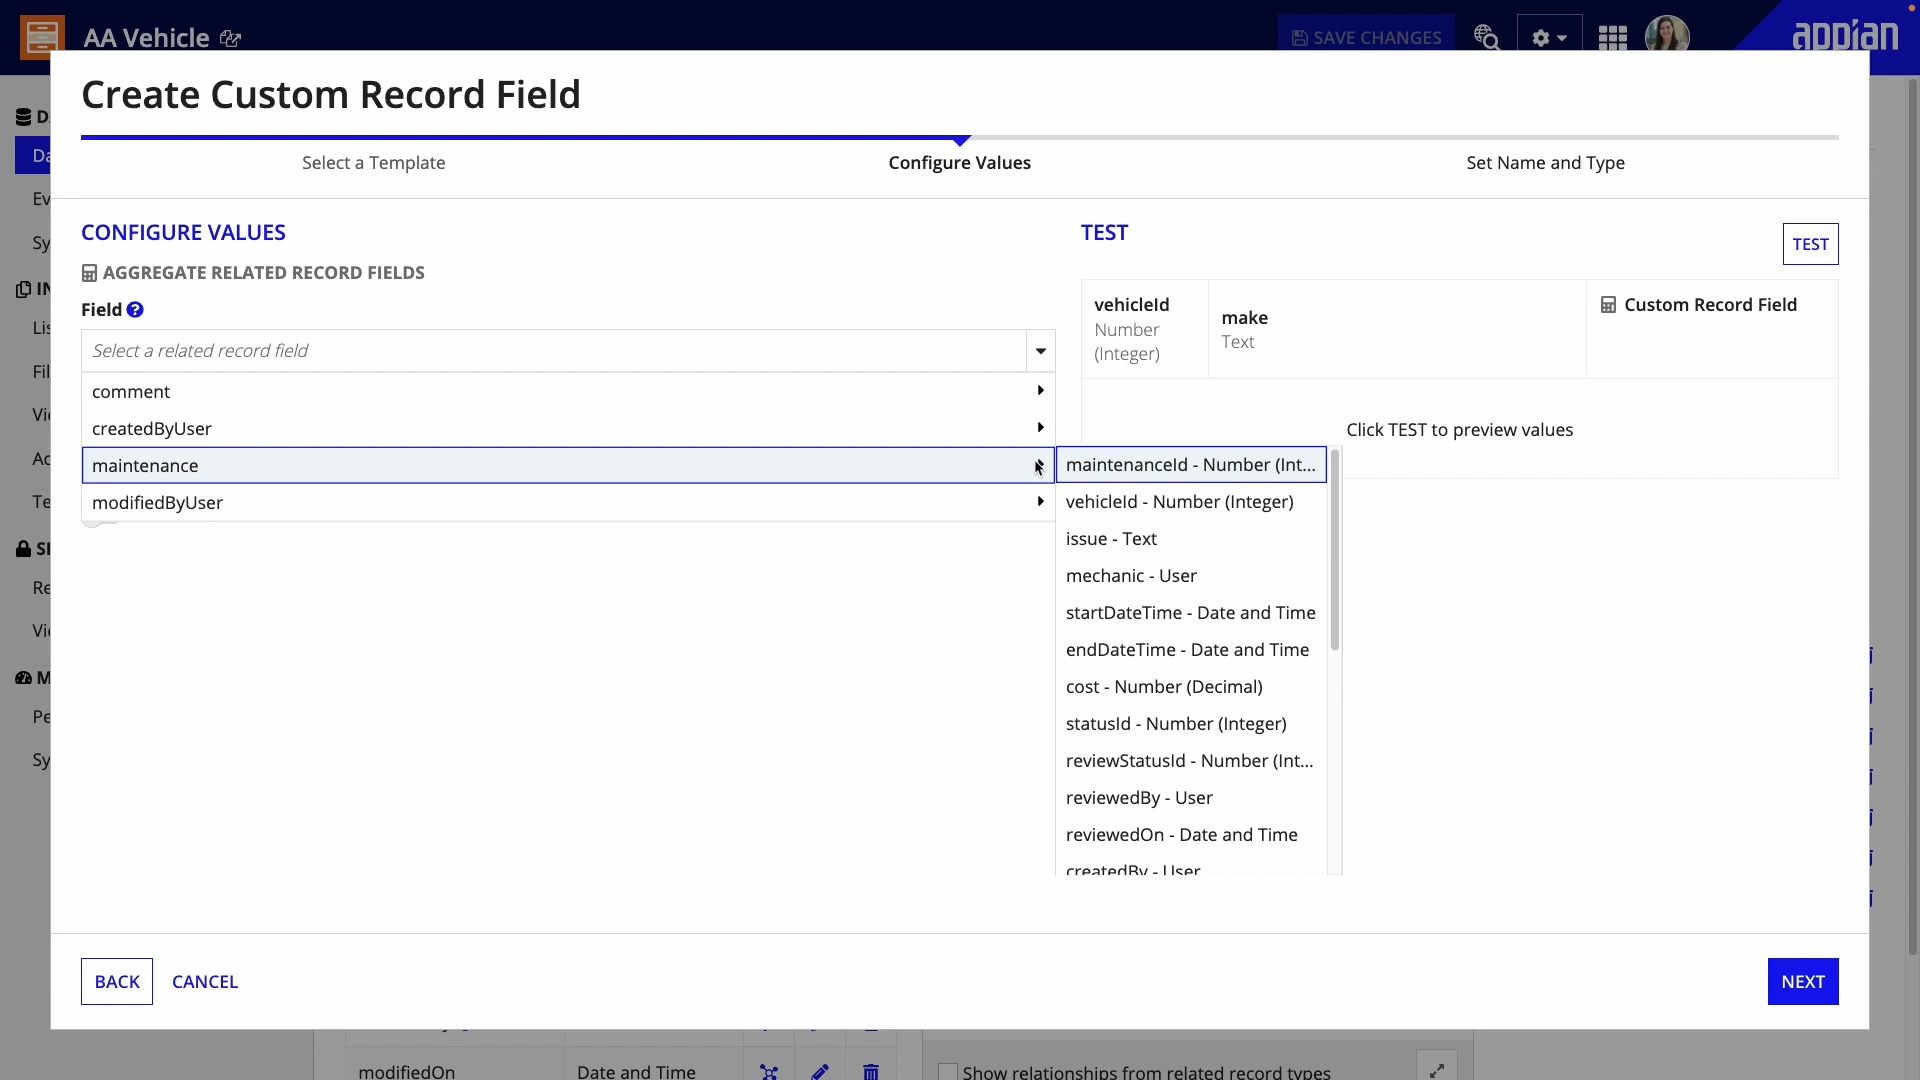 AA Vehicle
SAVE CHANGES
appian
Create Custom Record Field
Select a Template
Configure Values
Set Name and Type
CONFIGURE VALUES
AGGREGATE RELATED RECORD FIELDS
Field ?
Select a related record field
comment
createdByUser
maintenance
modifiedByUser
maintenanceId - Number (Int...
vehicleId - Number (Integer)
issue - Text
mechanic - User
startDateTime - Date and Time
endDateTime - Date and Time
cost - Number (Decimal)
statusId - Number (Integer)
reviewStatusId - Number (Int...
reviewedBy - User
reviewedOn - Date and Time
createdBy - User
TEST
TEST
vehicleId
Number
(Integer)
make
Text
Custom Record Field
Click TEST to preview values
BACK
CANCEL
NEXT
modifiedOn
Date and Time
Show relationships from related record types